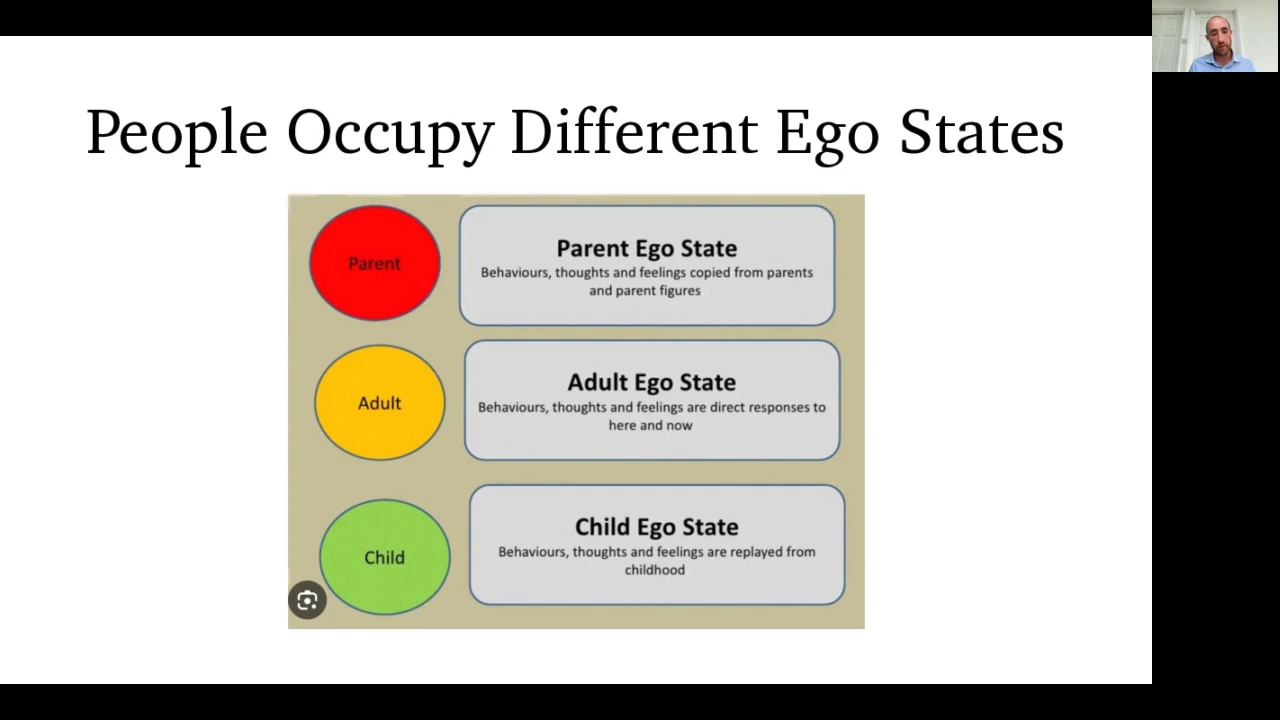 People Occupy Different Ego States
Parent
Parent Ego State
Behaviours, thoughts and feelings copied from parents
and parent figures
Adult
Adult Ego State
Behaviours, thoughts and feelings are direct responses to
here and now
Child
Child Ego State
Behaviours, thoughts and feelings are replayed from
childhood